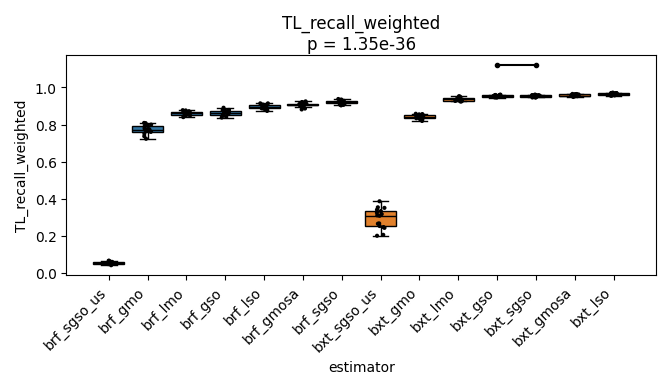 TL_recall_weighted
p = 1.35e-36
TL_recall_weighted
1.0
0.8
0.6
0.4
0.2
0.0
brf_sgso_us
brf_gmo
brf_lmo
brf_gso
brf_lso
brf_gmosa
brf_sgso
bxt_sgso_us
bxt_gmo
bxt_lmo
bxt_gso
bxt_sgso
bxt_gmosa
bxt_lso
estimator